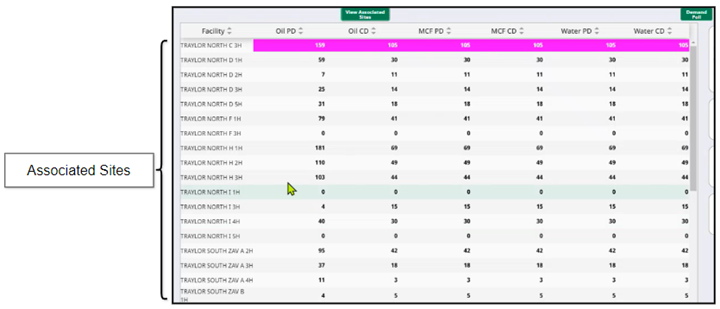 View Associated
Sites
Demand
Poll
Facility Oil PD Oil CD MCF PD MCF CD Water PD Water CD
TRAYLOR NORTH C 3H 159 105 105 105 105 105
TRAYLOR NORTH D 1H 59 30 30 30 30 30
TRAYLOR NORTH D 2H 7 11 11 11 11 11
TRAYLOR NORTH D 3H 25 14 14 14 14 14
TRAYLOR NORTH D 5H 31 18 18 18 18 18
TRAYLOR NORTH F 1H 79 41 41 41 41 41
TRAYLOR NORTH F 3H 0 0 0 0 0 0
TRAYLOR NORTH H 1H 181 69 69 69 69 69
TRAYLOR NORTH H 2H 110 49 49 49 49 49
TRAYLOR NORTH H 3H 103 44 44 44 44 44
Associated Sites
TRAYLOR NORTH I 1H 0 0 0 0 0 0
TRAYLOR NORTH I 3H 4 15 15 15 15 15
TRAYLOR NORTH I 4H 40 30 30 30 30 30
TRAYLOR NORTH I 5H 0 0 0 0 0 0
TRAYLOR SOUTH ZAV A 2H 95 42 42 42 42 42
TRAYLOR SOUTH ZAV A 3H 37 18 18 18 18 18
TRAYLOR SOUTH ZAV A 4H 11 3 3 3 3 3
TRAYLOR SOUTH ZAV B
1H 4 5 5 5 5 5